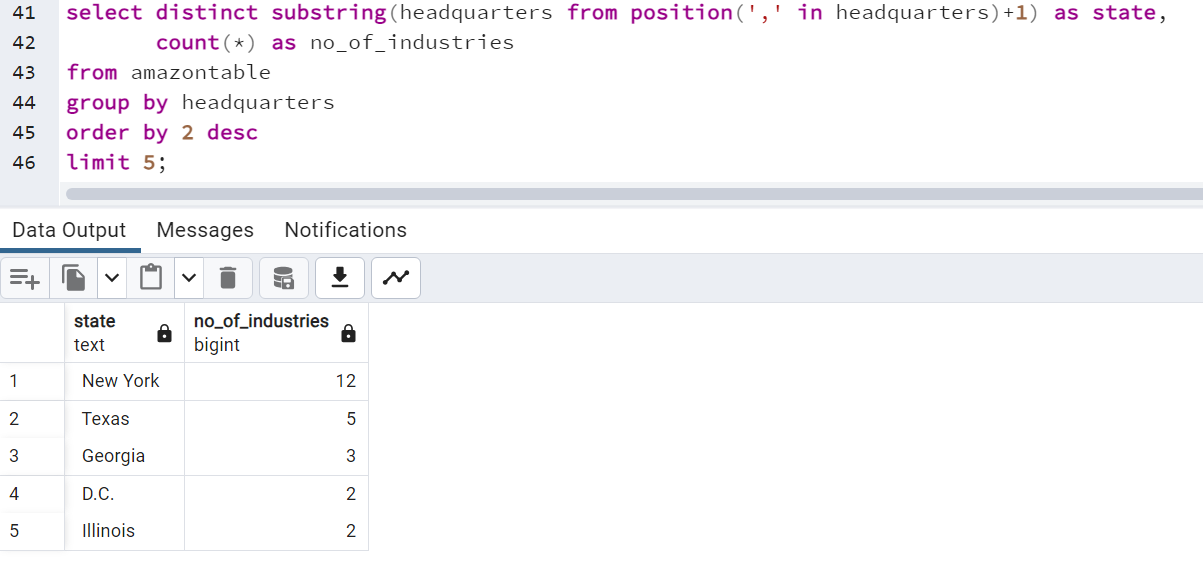 41 select distinct substring(headquarters from position(',' in headquarters)+1) as state,
42 count(*) as no_of_industries
43 from amazontable
44 group by headquarters
45 order by 2 desc
46 limit 5;
Data Output Messages Notifications
state no_of_industries
text bigint
1 New York 12
2 Texas 5
3 Georgia 3
4 D.C. 2
5 Illinois 2